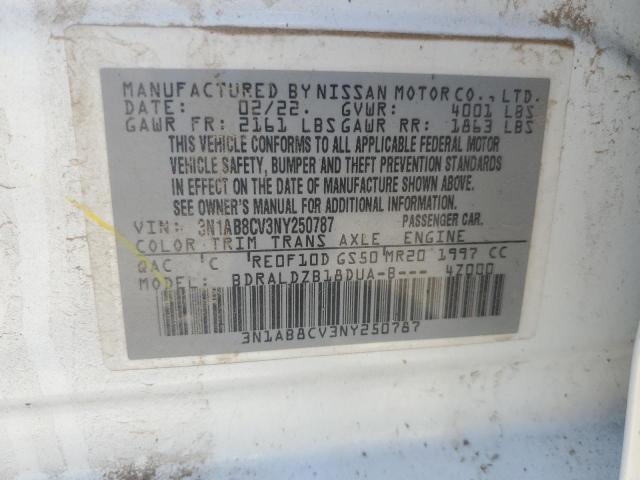 MANUFACTURED BY NISSAN MOTOR CO., LTD.
DATE: 02/22. GVWR: 4001 LBS
GAWR FR: 2161 LBS GAWR RR: 1863 LBS
THIS VEHICLE CONFORMS TO ALL APPLICABLE FEDERAL MOTOR
VEHICLE SAFETY, BUMPER AND THEFT PREVENTION STANDARDS
IN EFFECT ON THE DATE OF MANUFACTURE SHOWN ABOVE.
SEE OWNER'S MANUAL FOR ADDITIONAL INFORMATION.
VIN: 3N1AB8CV3NY250787 PASSENGER CAR.
COLOR TRIM TRANS AXLE ENGINE
QAC C RE0F10D GS50 MR20 1997 CC
MODEL: BDRALDZB18DUA-B--- 4Z000
3N1AB8CV3NY250787